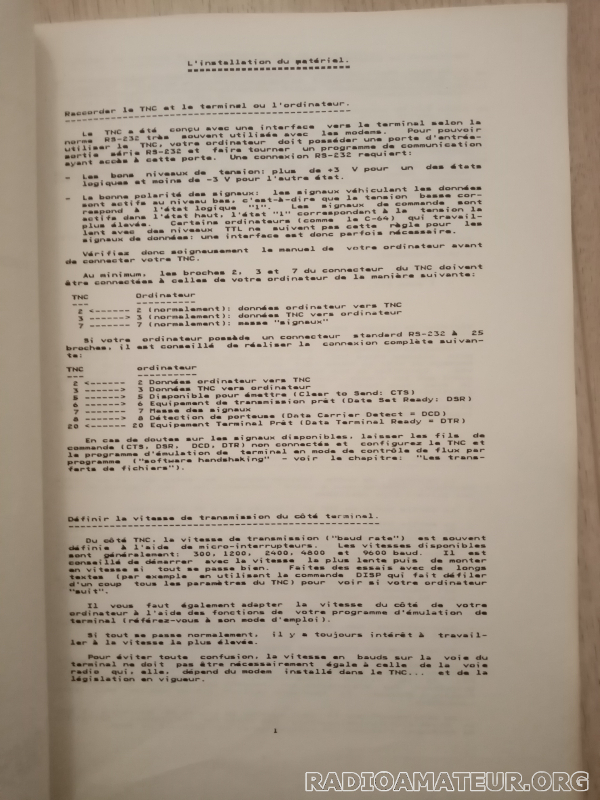 L'installation du matériel.
Raccorder le TNC et le terminal ou l'ordinateur.
Le TNC a été conçu avec une interface vers le terminal selon la
norme RS-232 très souvent utilisée avec les modems. Pour pouvoir
utiliser le TNC, votre ordinateur doit posséder une porte d'entrée-
sortie série RS-232 et faire tourner un programme de communication
ayant accès à cette porte. Une connexion RS-232 requiert:
- Les bons niveaux de tension: plus de +3 V pour un des états
logiques et moins de -3 V pour l'autre état.
- La bonne polarité des signaux: les signaux véhiculant les données
sont actifs au niveau bas, c'est-à-dire que la tension basse cor-
respond à l'état logique "1". Les signaux de commande sont
actifs dans l'état haut, l'état "1" correspondant à la tension la
plus élevée. Certains ordinateurs (comme le C-64) qui travail-
lent avec des niveaux TTL ne suivent pas cette règle pour les
signaux de données: une interface est donc parfois nécessaire.
Vérifiez donc soigneusement le manuel de votre ordinateur avant
de connecter votre TNC.
Au minimum, les broches 2, 3 et 7 du connecteur du TNC doivent
être connectées à celles de votre ordinateur de la manière suivante:
TNC Ordinateur
--- ----------
2 <------ 2 (normalement): données ordinateur vers TNC
3 ------> 3 (normalement): données TNC vers ordinateur
7 ------- 7 (normalement): masse "signaux"
Si votre ordinateur possède un connecteur standard RS-232 à 25
broches, il est conseillé de réaliser la connexion complète suivan-
te:
TNC ordinateur
--- ----------
2 <------ 2 Données ordinateur vers TNC
3 ------> 3 Données TNC vers ordinateur
5 ------> 5 Disponible pour émettre (Clear to Send: CTS)
6 ------> 6 Equipement de transmission prêt (Data Set Ready: DSR)
7 ------- 7 Masse des signaux
8 ------> 8 Détection de porteuse (Data Carrier Detect = DCD)
20 <------ 20 Equipement Terminal Prêt (Data Terminal Ready = DTR)
En cas de doutes sur les signaux disponibles, laisser les fils de
commande (CTS, DSR, DCD, DTR) non connectés et configurez le TNC et
le programme d'émulation de terminal en mode de contrôle de flux par
programme ("software handshaking" - voir le chapitre: "Les trans-
ferts de fichiers").
Définir la vitesse de transmission du côté terminal.
Du côté TNC, la vitesse de transmission ("baud rate") est souvent
définie à l'aide de micro-interrupteurs. Les vitesses disponibles
sont généralement: 300, 1200, 2400, 4800 et 9600 baud. Il est
conseillé de démarrer avec la vitesse la plus lente puis de monter
en vitesse si tout se passe bien. Faites des essais avec de longs
textes (par exemple en utilisant la commande DISP qui fait défiler
d'un coup tous les paramètres du TNC) pour voir si votre ordinateur
"suit".
Il vous faut également adapter la vitesse du côté de votre
ordinateur à l'aide des fonctions de votre programme d'émulation de
terminal (référez-vous à son mode d'emploi).
Si tout se passe normalement, il y a toujours intérêt à travail-
ler à la vitesse la plus élevée.
Pour éviter toute confusion, la vitesse en bauds sur la voie du
terminal ne doit pas être nécessairement égale à celle de la voie
radio qui, elle, dépend du modem installé dans le TNC... et de la
législation en vigueur.
1
RADIOAMATEUR.ORG